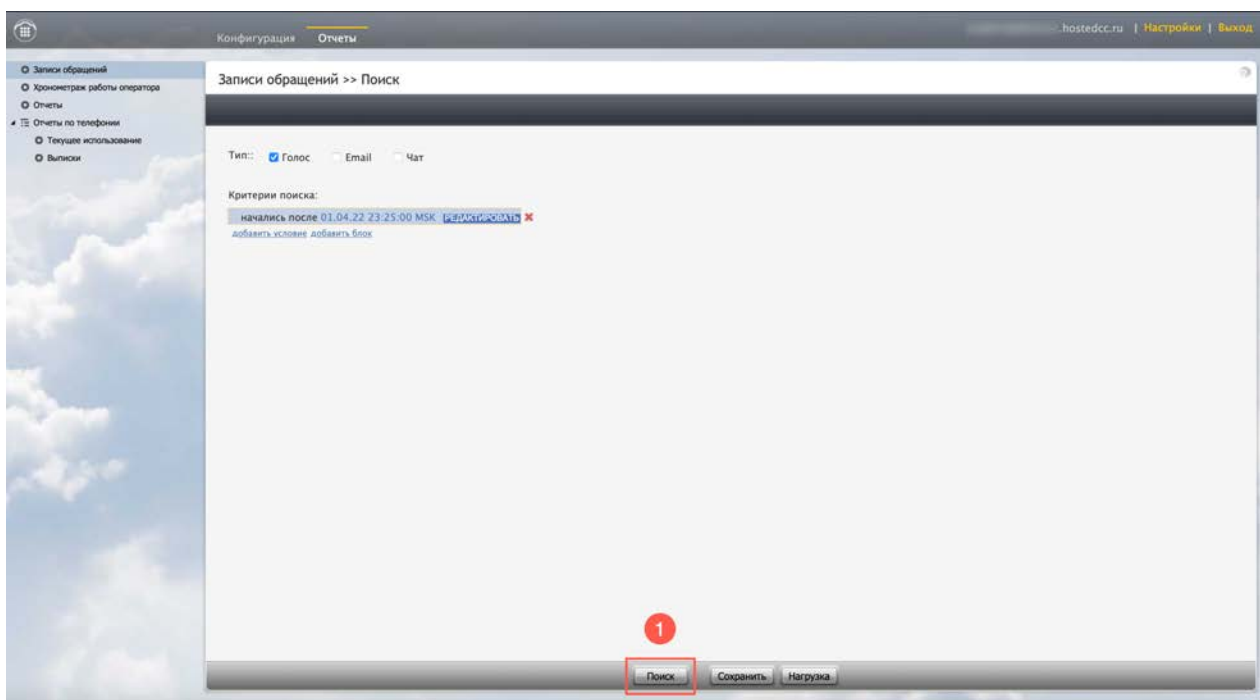 Конфигурация Отчеты .hostedcc.ru | Настройки | Выход
Записи обращений
Хронометраж работы оператора
Отчеты
Отчеты по телефонии
Текущее использование
Выписки
Записи обращений >> Поиск
Тип:: Голос Email Чат
Критерии поиска:
начались после 01.04.22 23:25:00 MSK РЕДАКТИРОВАТЬ
добавить условие добавить блок
1
Поиск Сохранить Нагрузка